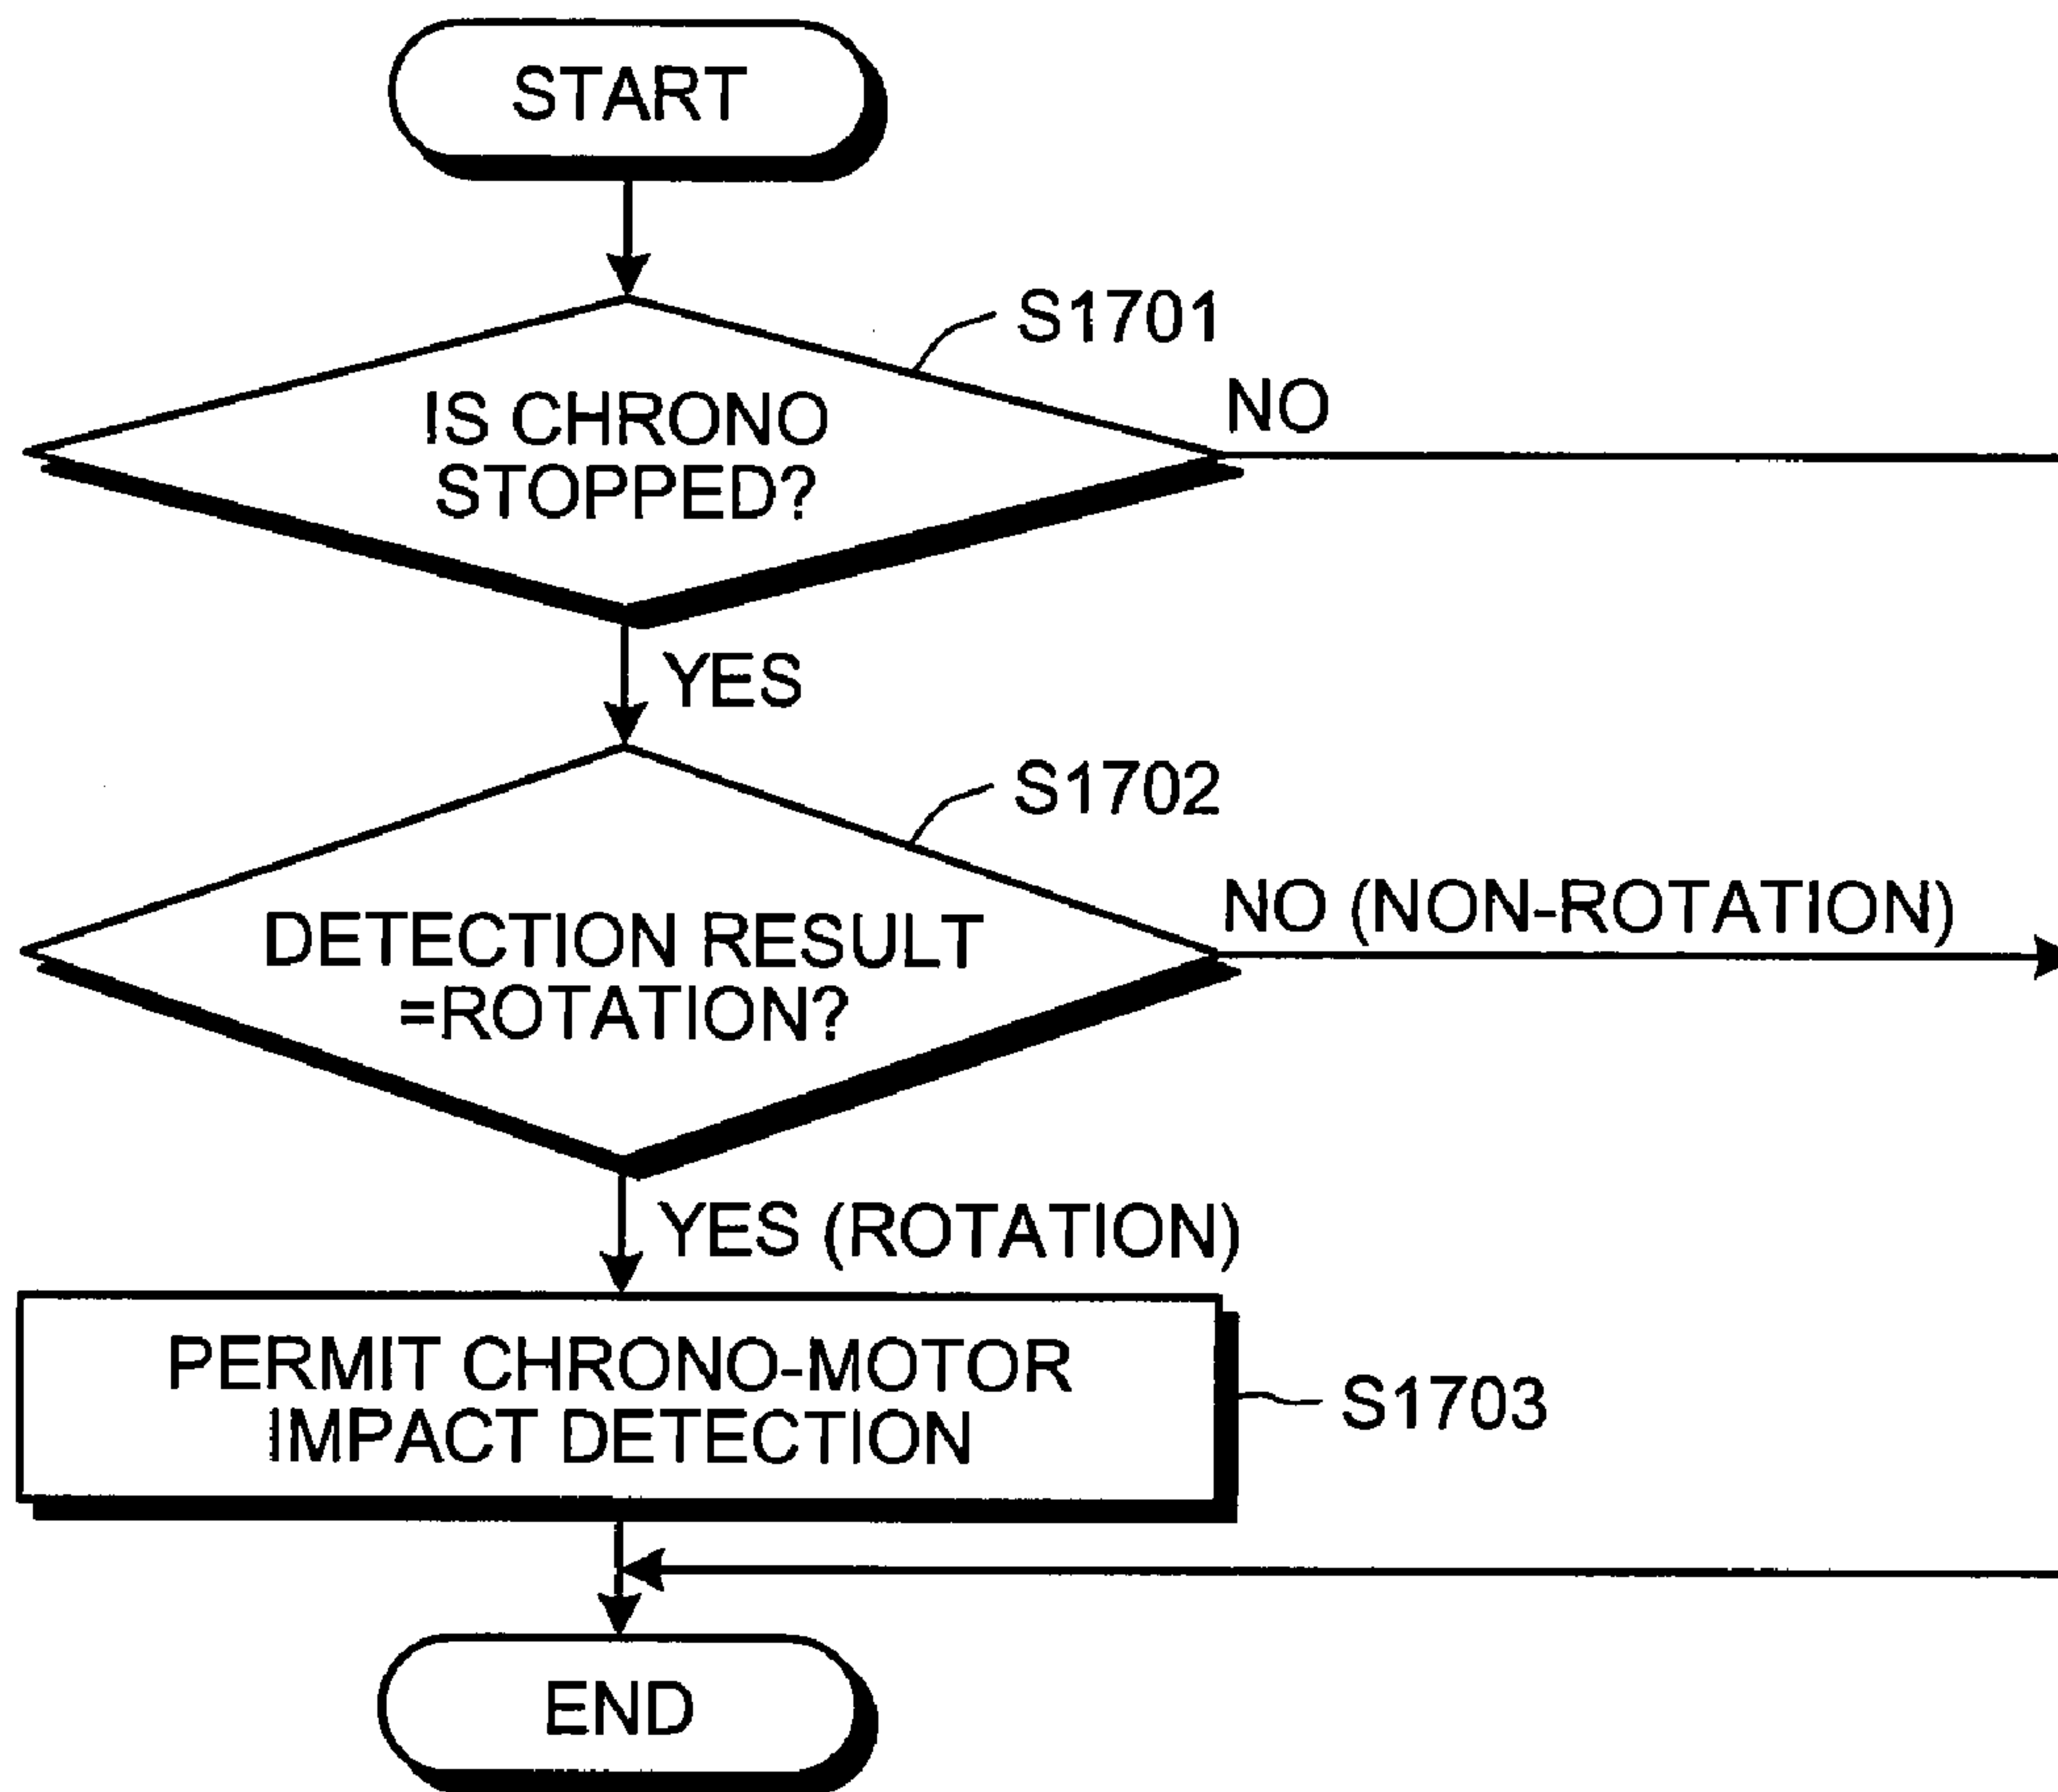 START
S1701
IS CHRONO
STOPPED?
NO
YES
S1702
DETECTION RESULT
=ROTATION?
NO (NON-ROTATION)
YES (ROTATION)
PERMIT CHRONO-MOTOR
IMPACT DETECTION
S1703
END